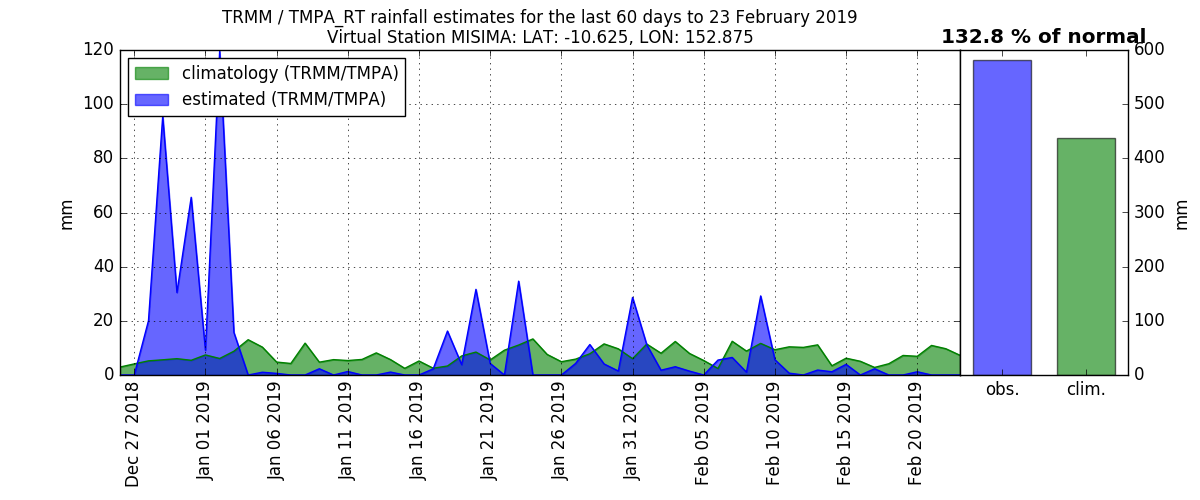 TRMM / TMPA_RT rainfall estimates for the last 60 days to 23 February 2019
Virtual Station MISIMA: LAT: -10.625, LON: 152.875
132.8 % of normal
climatology (TRMM/TMPA)
estimated (TRMM/TMPA)
120
100
80
60
40
20
0
mm
Dec 27 2018
Jan 01 2019
Jan 06 2019
Jan 11 2019
Jan 16 2019
Jan 21 2019
Jan 26 2019
Jan 31 2019
Feb 05 2019
Feb 10 2019
Feb 15 2019
Feb 20 2019
600
500
400
300
200
100
0
mm
obs.
clim.